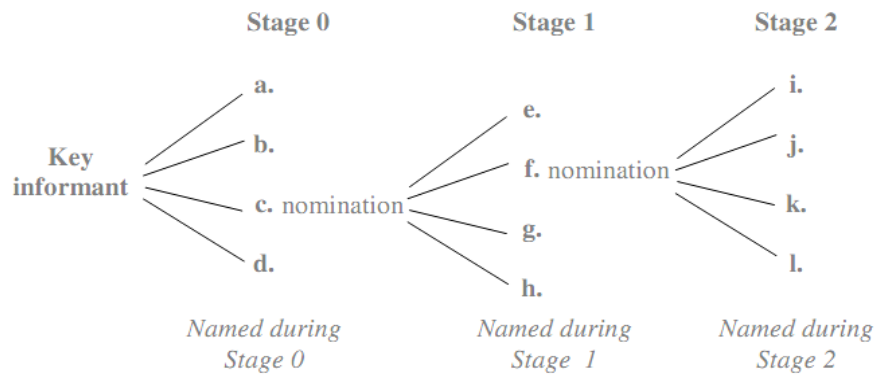 Stage 0
Stage 1
Stage 2
a.
i.
e.
b.
j.
Key
informant
f. nomination
c. nomination
k.
g.
d.
l.
h.
Named during
Stage 0
Named during
Stage 1
Named during
Stage 2